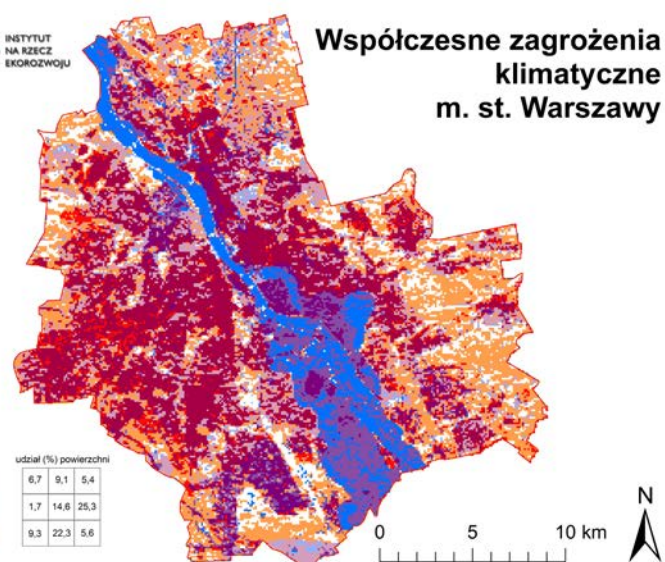 INSTYTUT
NA RZECZ
EKOROZWOJU
Współczesne zagrożenia
klimatyczne
m. st. Warszawy
udział (%) powierzchni
6,7 9,1 5,4
1,7 14,6 25,3
9,3 22,3 5,6
N
0 5 10 km